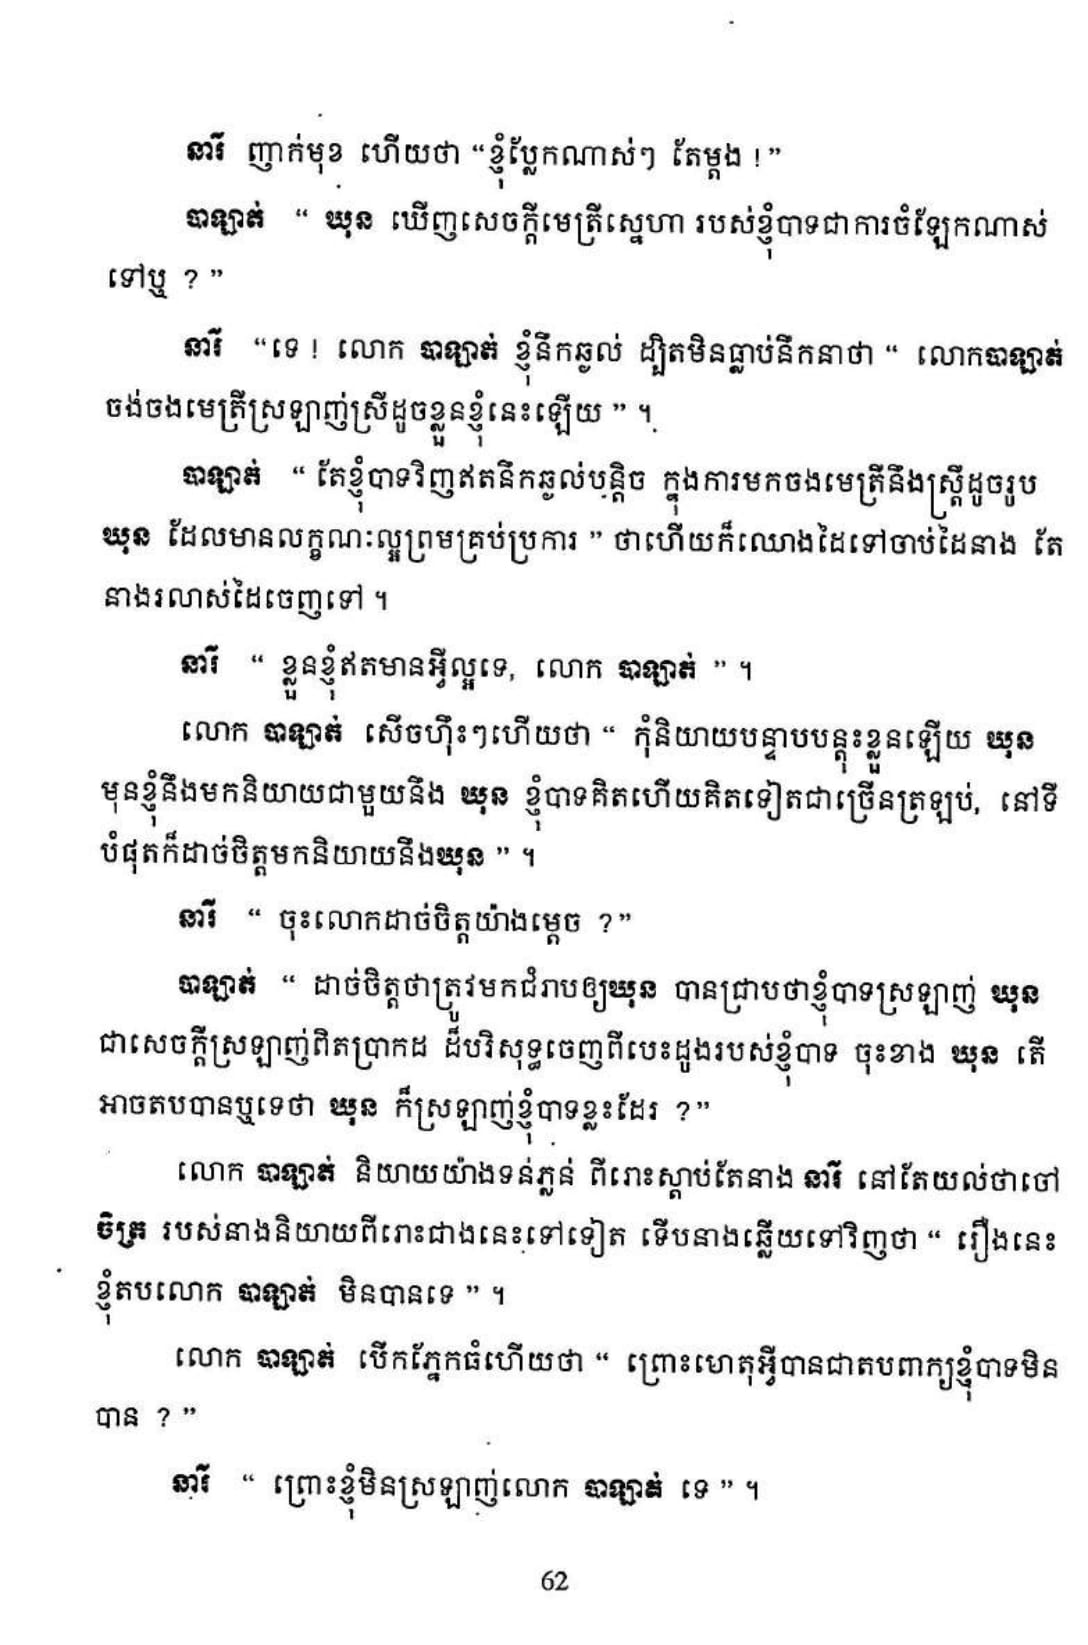 នារី ញាក់មុខ ហើយថា “ខ្ញុំប្លែកណាស់ៗ តែម្តង !”
បាឡាត់ “ ឃុន ឃើញសេចក្តីមេត្រីស្នេហា របស់ខ្ញុំបាទជាការចំឡែកណាស់
ទៅឬ ? ”
នារី “ទេ ! លោក បាឡាត់ ខ្ញុំនឹកឆ្ងល់ ដ្បិតមិនធ្លាប់នឹកនាថា “ លោកបាឡាត់
ចង់ចងមេត្រីស្រឡាញ់ស្រីដូចខ្លួនខ្ញុំនេះឡើយ ” ។
បាឡាត់ “ តែខ្ញុំបាទវិញឥតនឹកឆ្ងល់បន្តិច ក្នុងការមកចងមេត្រីនឹងស្ត្រីដូចរូប
ឃុន ដែលមានលក្ខណៈល្អព្រមគ្រប់ប្រការ ” ថាហើយក៏ឈោងដៃទៅចាប់ដៃនាង តែ
នាងរលាស់ដៃចេញទៅ ។
នារី “ ខ្លួនខ្ញុំឥតមានអ្វីល្អទេ, លោក បាឡាត់ ” ។
លោក បាឡាត់ សើចហ៊ឹះៗហើយថា “ កុំនិយាយបន្ទាបបន្តុះខ្លួនឡើយ ឃុន
មុនខ្ញុំនឹងមកនិយាយជាមួយនឹង ឃុន ខ្ញុំបាទគិតហើយគិតទៀតជាច្រើនត្រឡប់, នៅទី
បំផុតក៏ដាច់ចិត្តមកនិយាយនឹងឃុន ” ។
នារី “ ចុះលោកដាច់ចិត្តយ៉ាងម្តេច ?”
បាឡាត់ “ ដាច់ចិត្តថាត្រូវមកជំរាបឲ្យឃុន បានជ្រាបថាខ្ញុំបាទស្រឡាញ់ ឃុន
ជាសេចក្តីស្រឡាញ់ពិតប្រាកដ ដ៏បរិសុទ្ធចេញពីបេះដូងរបស់ខ្ញុំបាទ ចុះខាង ឃុន តើ
អាចតបបានឬទេថា ឃុន ក៏ស្រឡាញ់ខ្ញុំបាទខ្លះដែរ ?”
លោក បាឡាត់ និយាយយ៉ាងទន់ភ្លន់ ពីរោះស្តាប់តែនាង នារី នៅតែយល់ថាចៅ
ចិត្រ របស់នាងនិយាយពីរោះជាងនេះទៅទៀត ទើបនាងឆ្លើយទៅវិញថា “ រឿងនេះ
ខ្ញុំតបលោក បាឡាត់ មិនបានទេ ” ។
លោក បាឡាត់ បើកភ្នែកធំហើយថា “ ព្រោះហេតុអ្វីបានជាតបពាក្យខ្ញុំបាទមិន
បាន ? ”
នារី “ ព្រោះខ្ញុំមិនស្រឡាញ់លោក បាឡាត់ ទេ ” ។
62